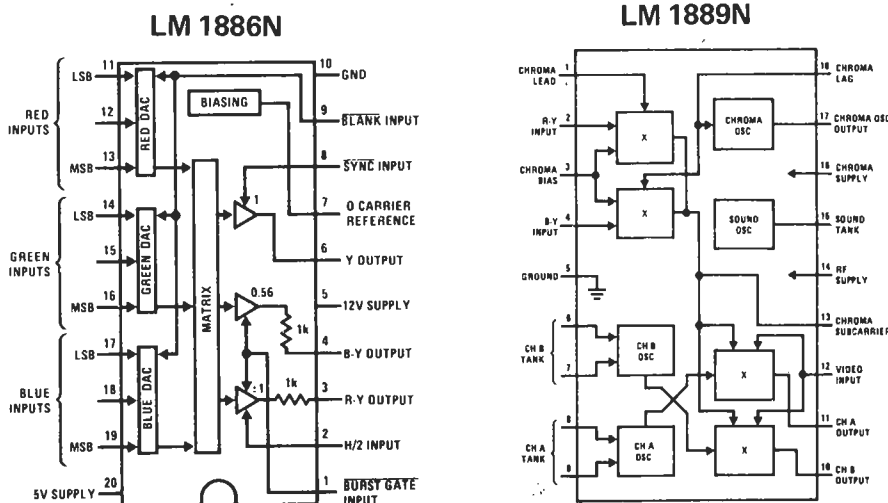 LM 1886N
11
LSB
RED INPUTS
12
RED DAC
13
MSB
14
LSB
GREEN INPUTS
15
GREEN DAC
16
MSB
17
LSB
BLUE INPUTS
18
BLUE DAC
19
MSB
20
5V SUPPLY
BIASING
MATRIX
1
0.56
1k
±1
1k
10
GND
9
BLANK INPUT
8
SYNC INPUT
7
O CARRIER
REFERENCE
6
Y OUTPUT
5
12V SUPPLY
4
B-Y OUTPUT
3
R-Y OUTPUT
2
H/2 INPUT
1
BURST GATE
INPUT
LM 1889N
1
CHROMA
LEAD
2
R-Y
INPUT
3
CHROMA
BIAS
4
B-Y
INPUT
5
GROUND
6
CH B
TANK
7
CH A
TANK
X
X
CHROMA
OSC
SOUND
OSC
CH B
OSC
CH A
OSC
X
X
18
CHROMA
LAG
17
CHROMA OSC
OUTPUT
16
CHROMA
SUPPLY
SOUND
TANK
14
RF
SUPPLY
13
CHROMA
SUBCARRIER
12
VIDEO
INPUT
11
CH A
OUTPUT
10
CH B
OUTPUT